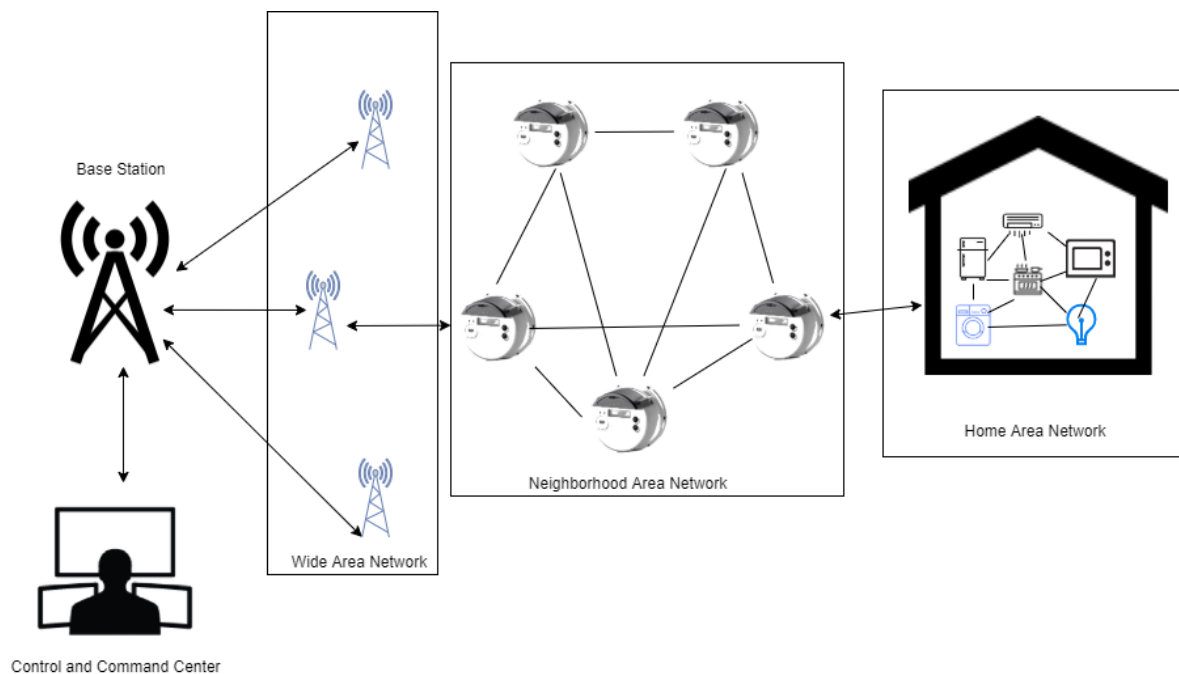 Base Station
Wide Area Network
Neighborhood Area Network
Home Area Network
Control and Command Center